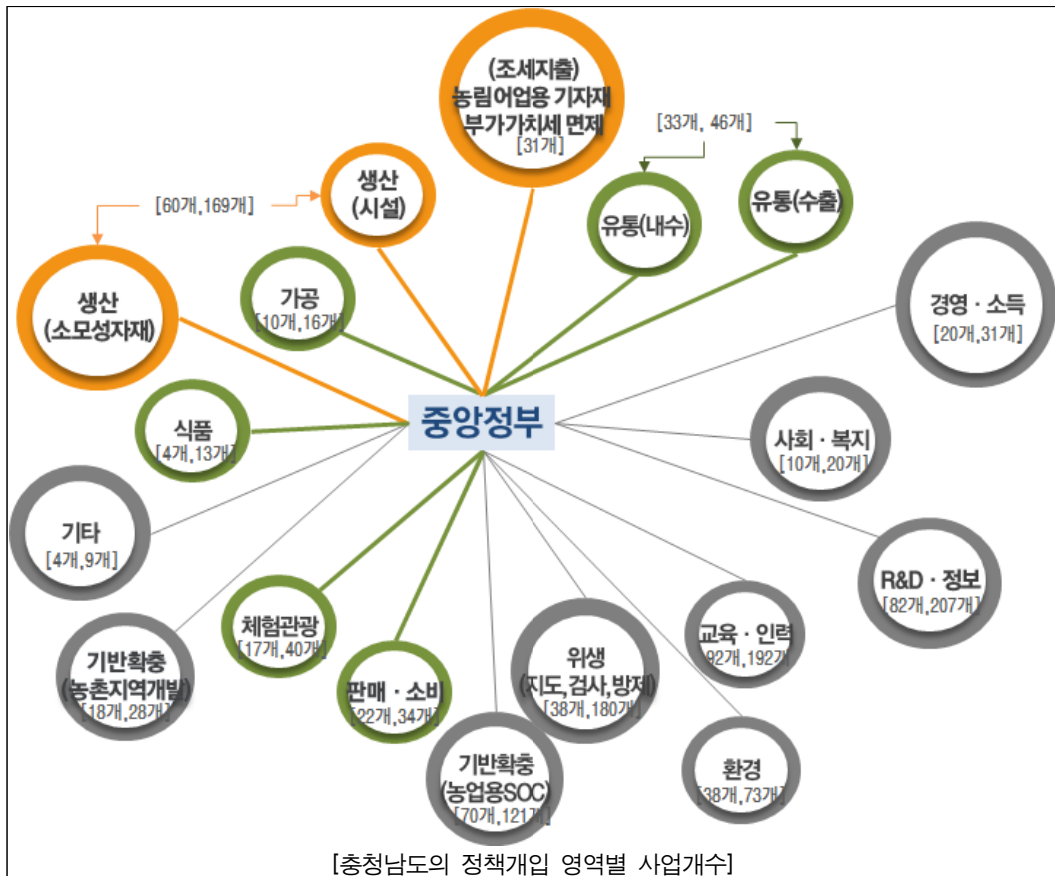 (조세지출)
농림어업용 기자재
부가가치세 면제
[31개]
[33개, 46개]
생산
(시설)
[60개,169개]
유통(내수)
유통(수출)
생산
(소모성자재)
가공
[10개,16개]
경영·소득
[20개,31개]
중앙정부
식품
[4개,13개]
사회·복지
[10개,20개]
기타
[4개,9개]
R&D·정보
[82개,207개]
체험관광
[17개,40개]
교육·인력
92개,192개
기반확충
(농촌지역개발)
[18개,28개]
위생
(지도,검사,방제)
[38개,180개]
판매·소비
[22개,34개]
기반확충
(농업용SOC)
[70개,121개]
환경
[38개,73개]
[충청남도의 정책개입 영역별 사업개수]